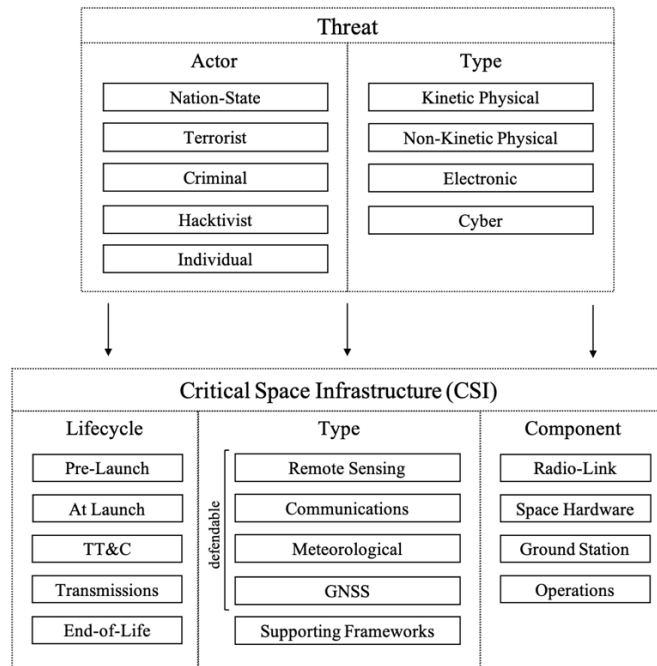 Threat
Actor
Nation-State
Terrorist
Criminal
Hacktivist
Individual
Type
Kinetic Physical
Non-Kinetic Physical
Electronic
Cyber
Critical Space Infrastructure (CSI)
Lifecycle
Pre-Launch
At Launch
TT&C
Transmissions
End-of-Life
Type
defendable
Remote Sensing
Communications
Meteorological
GNSS
Supporting Frameworks
Component
Radio-Link
Space Hardware
Ground Station
Operations